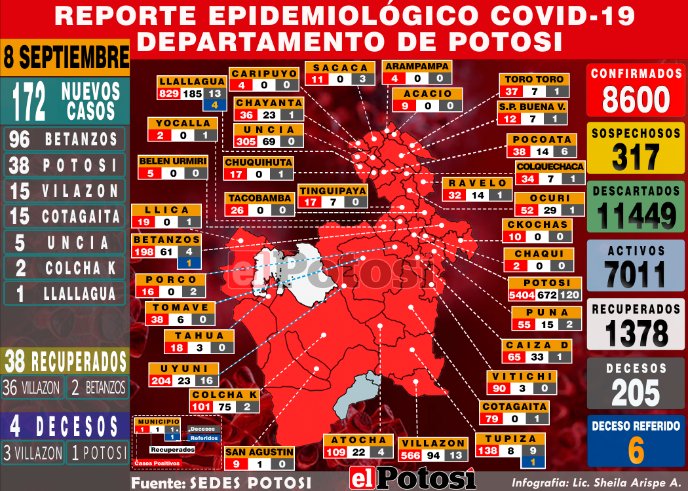 REPORTE EPIDEMIOLÓGICO COVID-19
DEPARTAMENTO DE POTOSI
8 SEPTIEMBRE
172 NUEVOS CASOS
96 BETANZOS
38 POTOSI
15 VILAZON
15 COTAGAITA
5 UNCIA
2 COLCHA K
1 LLALLAGUA
38 RECUPERADOS
36 VILLAZON 2 BETANZOS
4 DECESOS
3 VILLAZON 1 POTOSI
LLALLAGUA
829 185 13
4
CARIPUYO
4 0 0
SACACA
11 0 3
ARAMPAMPA
4 0 0
ACACIO
9 0 0
TORO TORO
37 7 1
S.P. BUENA V.
12 7 1
CHAYANTA
36 23 1
YOCALLA
2 0 1
UNCIA
305 69 0
POCOATA
38 14 6
BELEN URMIRI
5 0 0
CHUQUIHUTA
17 0 1
COLQUECHACA
34 7 1
TACOBAMBA
26 0 0
TINGUIPAYA
17 7 0
RAVELO
32 14 1
OCURI
52 29 1
LLICA
19 0 1
CKOCHAS
10 0 0
BETANZOS
198 61 4
1
CHAQUI
2 0 0
PORCO
16 0 2
POTOSI
5404 672 120
TOMAVE
38 6 0
PUNA
55 15 2
TAHUA
18 3 0
CAIZA D
65 33 1
UYUNI
204 23 16
VITICHI
90 3 0
COLCHA K
101 75 2
COTAGAITA
79 0 1
SAN AGUSTIN
9 1 0
ATOCHA
109 22 4
VILLAZON
566 94 13
TUPIZA
138 8 9
1
MUNICIPIO
1 1 1
1
Decesos
Referidos
Recuperados
Casos Positivos
elPotosí
CONFIRMADOS
8600
SOSPECHOSOS
317
DESCARTADOS
11449
ACTIVOS
7011
RECUPERADOS
1378
DECESOS
205
DECESO REFERIDO
6
Fuente: SEDES POTOSI
elPotosí
Infografía: Lic. Sheila Arispe A.